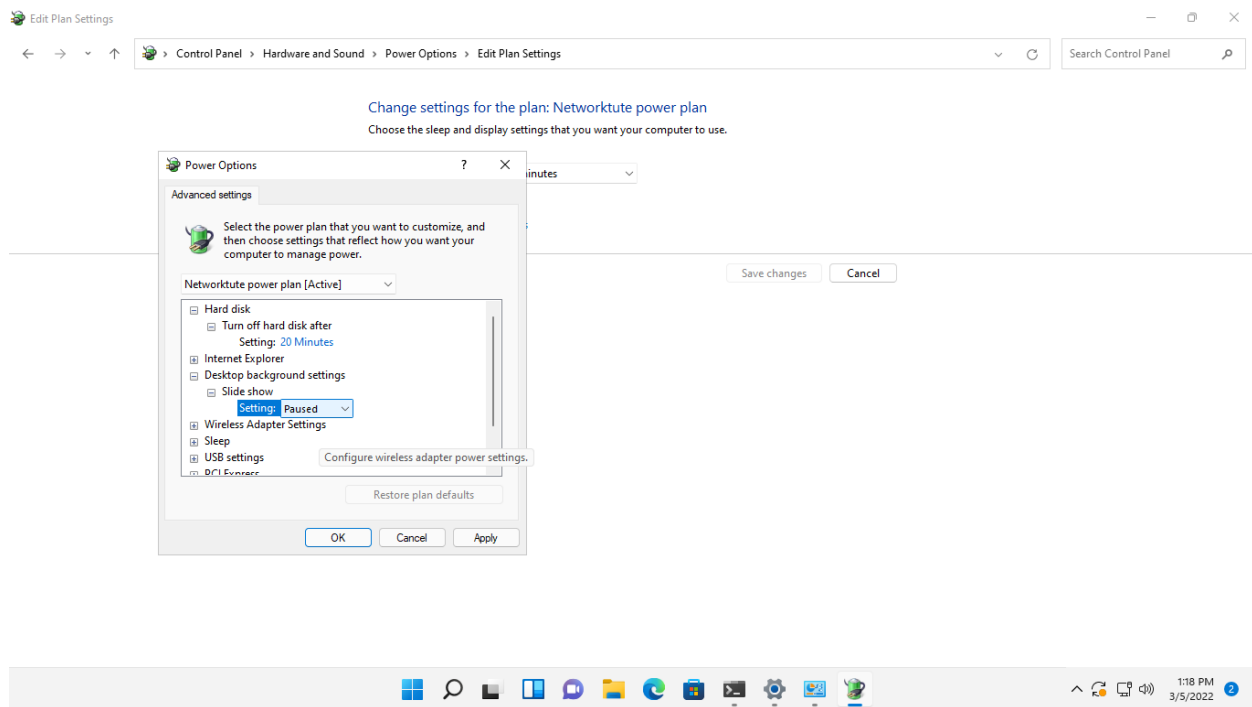 Edit Plan Settings
Control Panel > Hardware and Sound > Power Options > Edit Plan Settings
Search Control Panel
Change settings for the plan: Networktute power plan
Choose the sleep and display settings that you want your computer to use.
Power Options
?
Advanced settings
Select the power plan that you want to customize, and
then choose settings that reflect how you want your
computer to manage power.
Networktute power plan [Active]
Hard disk
Turn off hard disk after
Setting: 20 Minutes
Internet Explorer
Desktop background settings
Slide show
Setting: Paused
Wireless Adapter Settings
Sleep
USB settings
Configure wireless adapter power settings.
PCI Express
Restore plan defaults
OK
Cancel
Apply
Save changes
Cancel
1:18 PM
3/5/2022
2